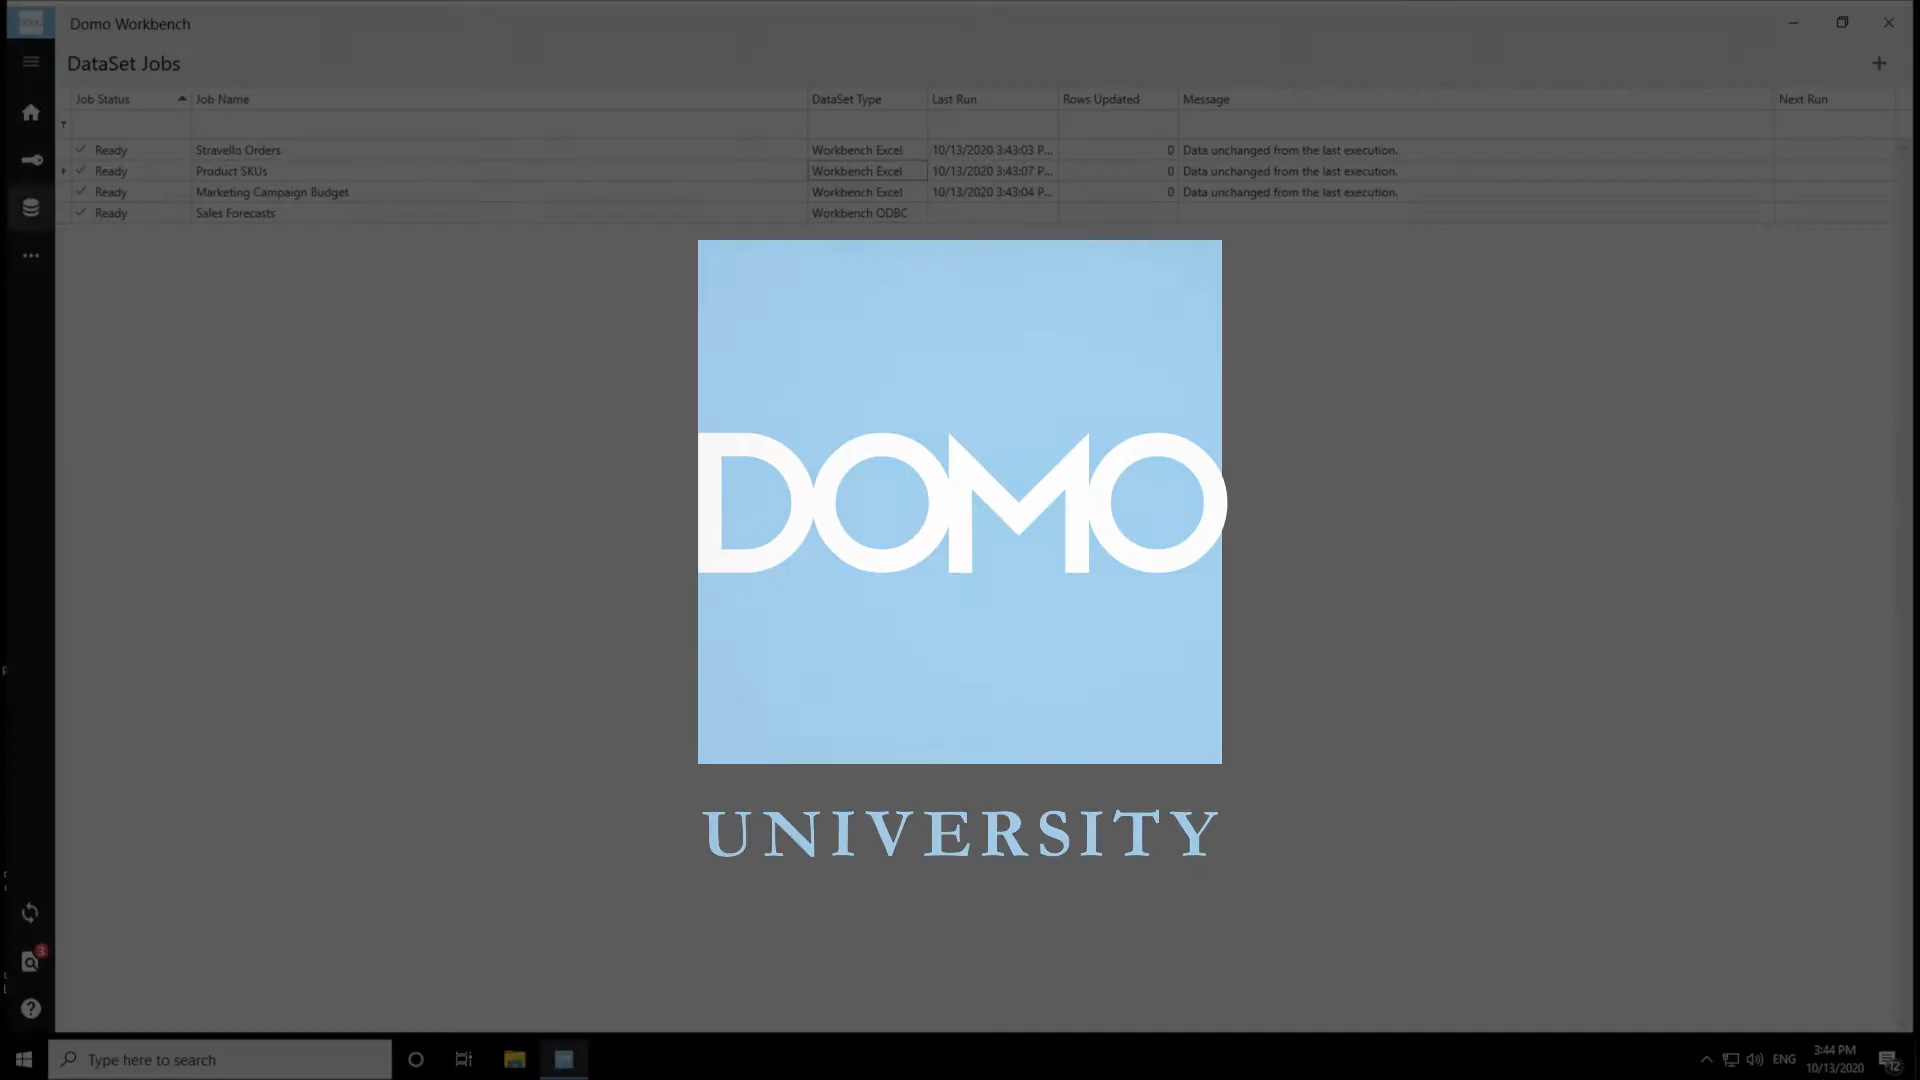 Domo Workbench
DataSet Jobs
Job Status Job Name DataSet Type Last Run Rows Updated Message Next Run
Ready Stravello Orders Workbench Excel 10/13/2020 3:43:03 P... 0 Data unchanged from the last execution.
Ready Product SKUs Workbench Excel 10/13/2020 3:43:07 P... 0 Data unchanged from the last execution.
Ready Marketing Campaign Budget Workbench Excel 10/13/2020 3:43:04 P... 0 Data unchanged from the last execution.
Ready Sales Forecasts Workbench ODBC
DOMO
UNIVERSITY
3
Type here to search
ENG
3:44 PM
10/13/2020
12